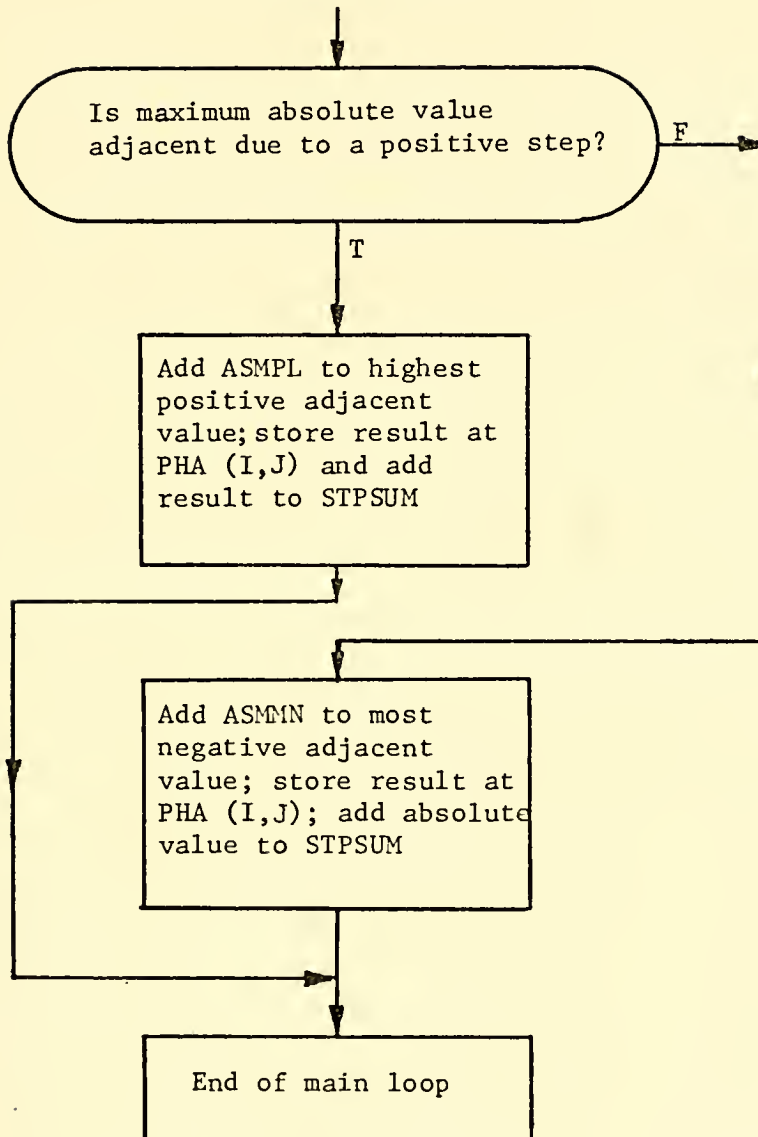 Is maximum absolute value
adjacent due to a positive step?
F
T
Add ASMPL to highest
positive adjacent
value; store result at
PHA (I,J) and add
result to STPSUM
Add ASMMN to most
negative adjacent
value; store result at
PHA (I,J); add absolute
value to STPSUM
End of main loop